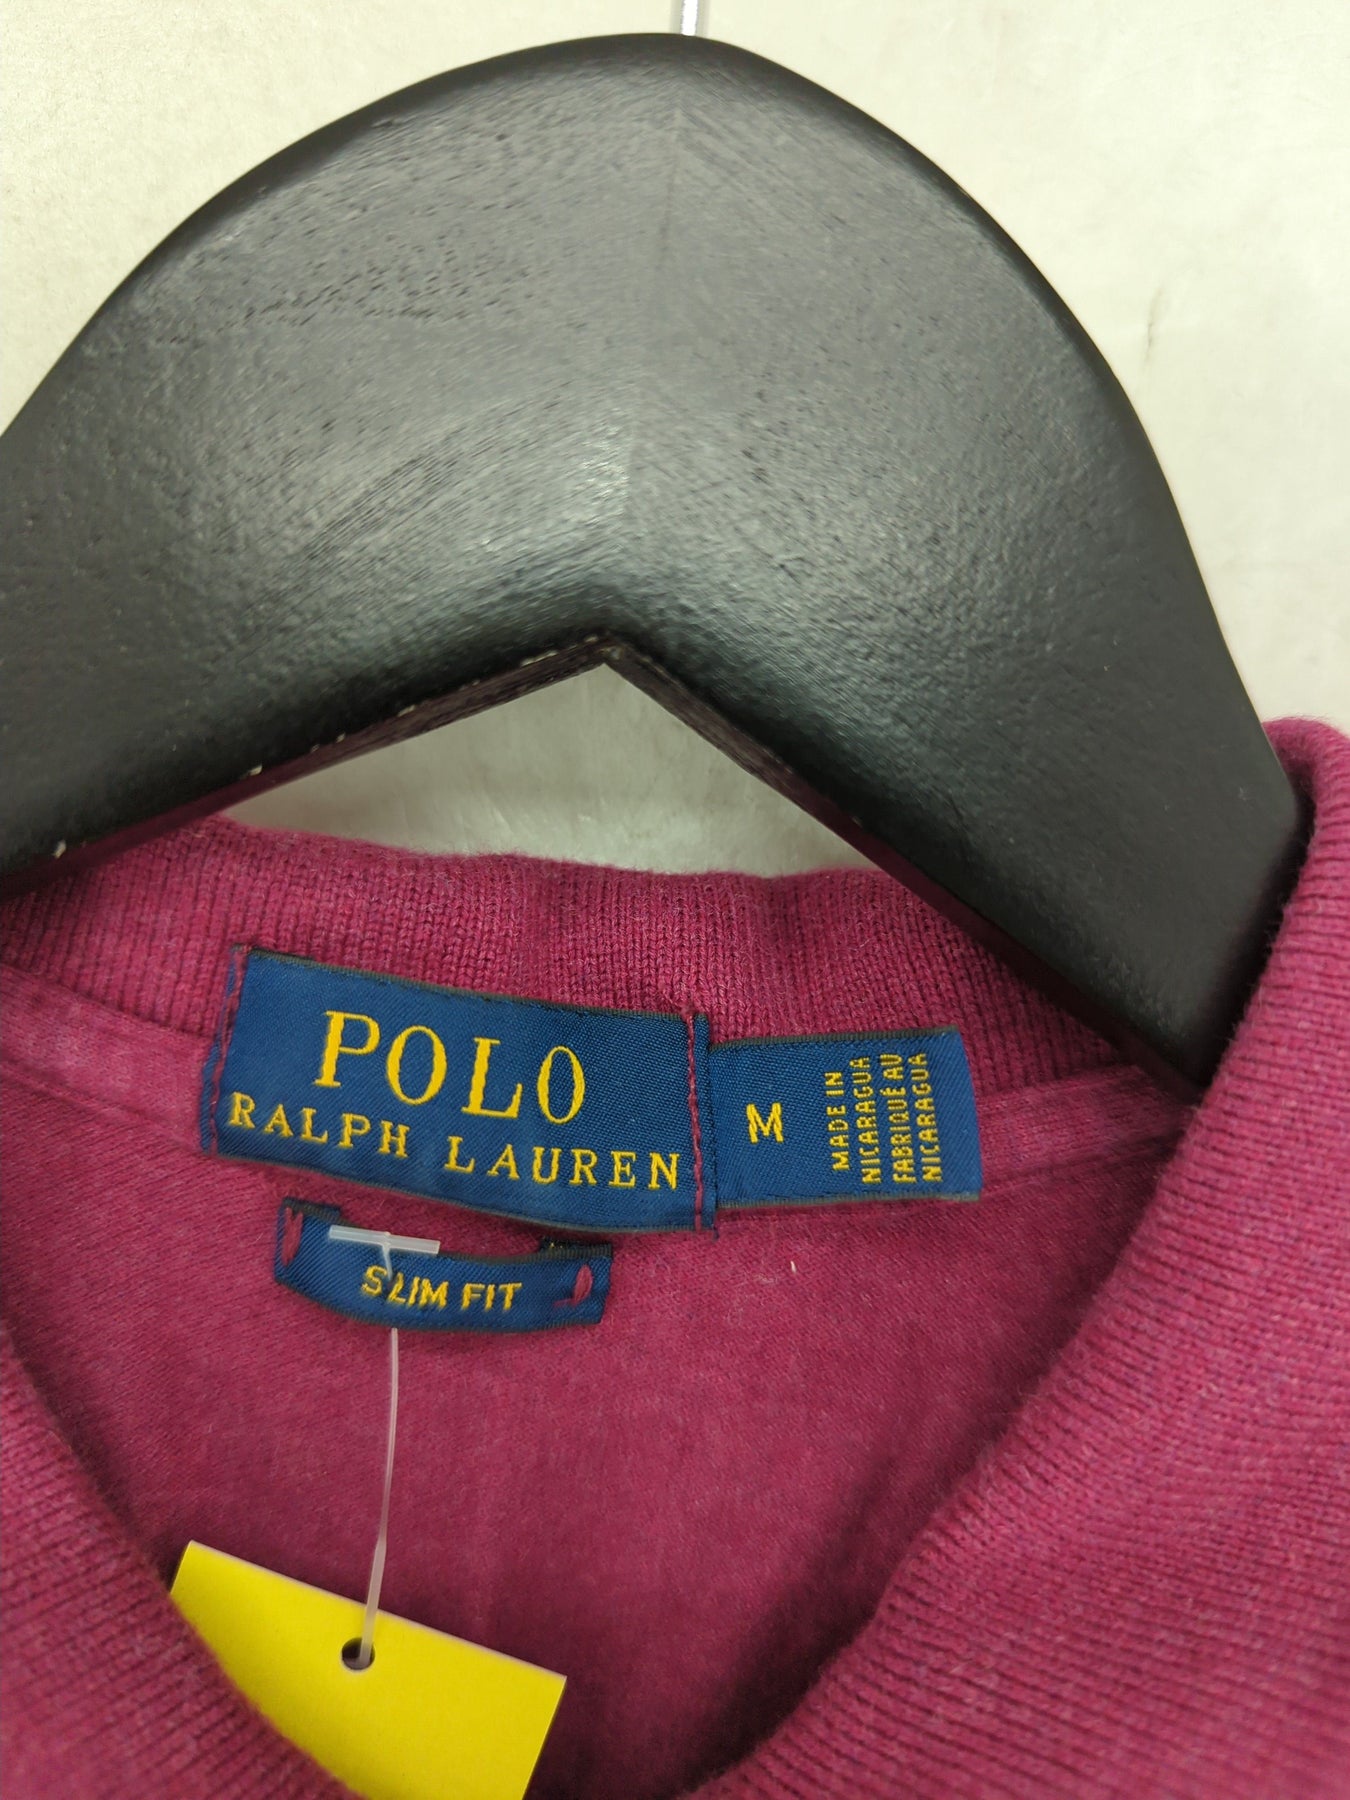 POLO
RALPH LAUREN
M
MADE IN
NICARAGUA
FABRIQUÉ AU
NICARAGUA
SLIM FIT